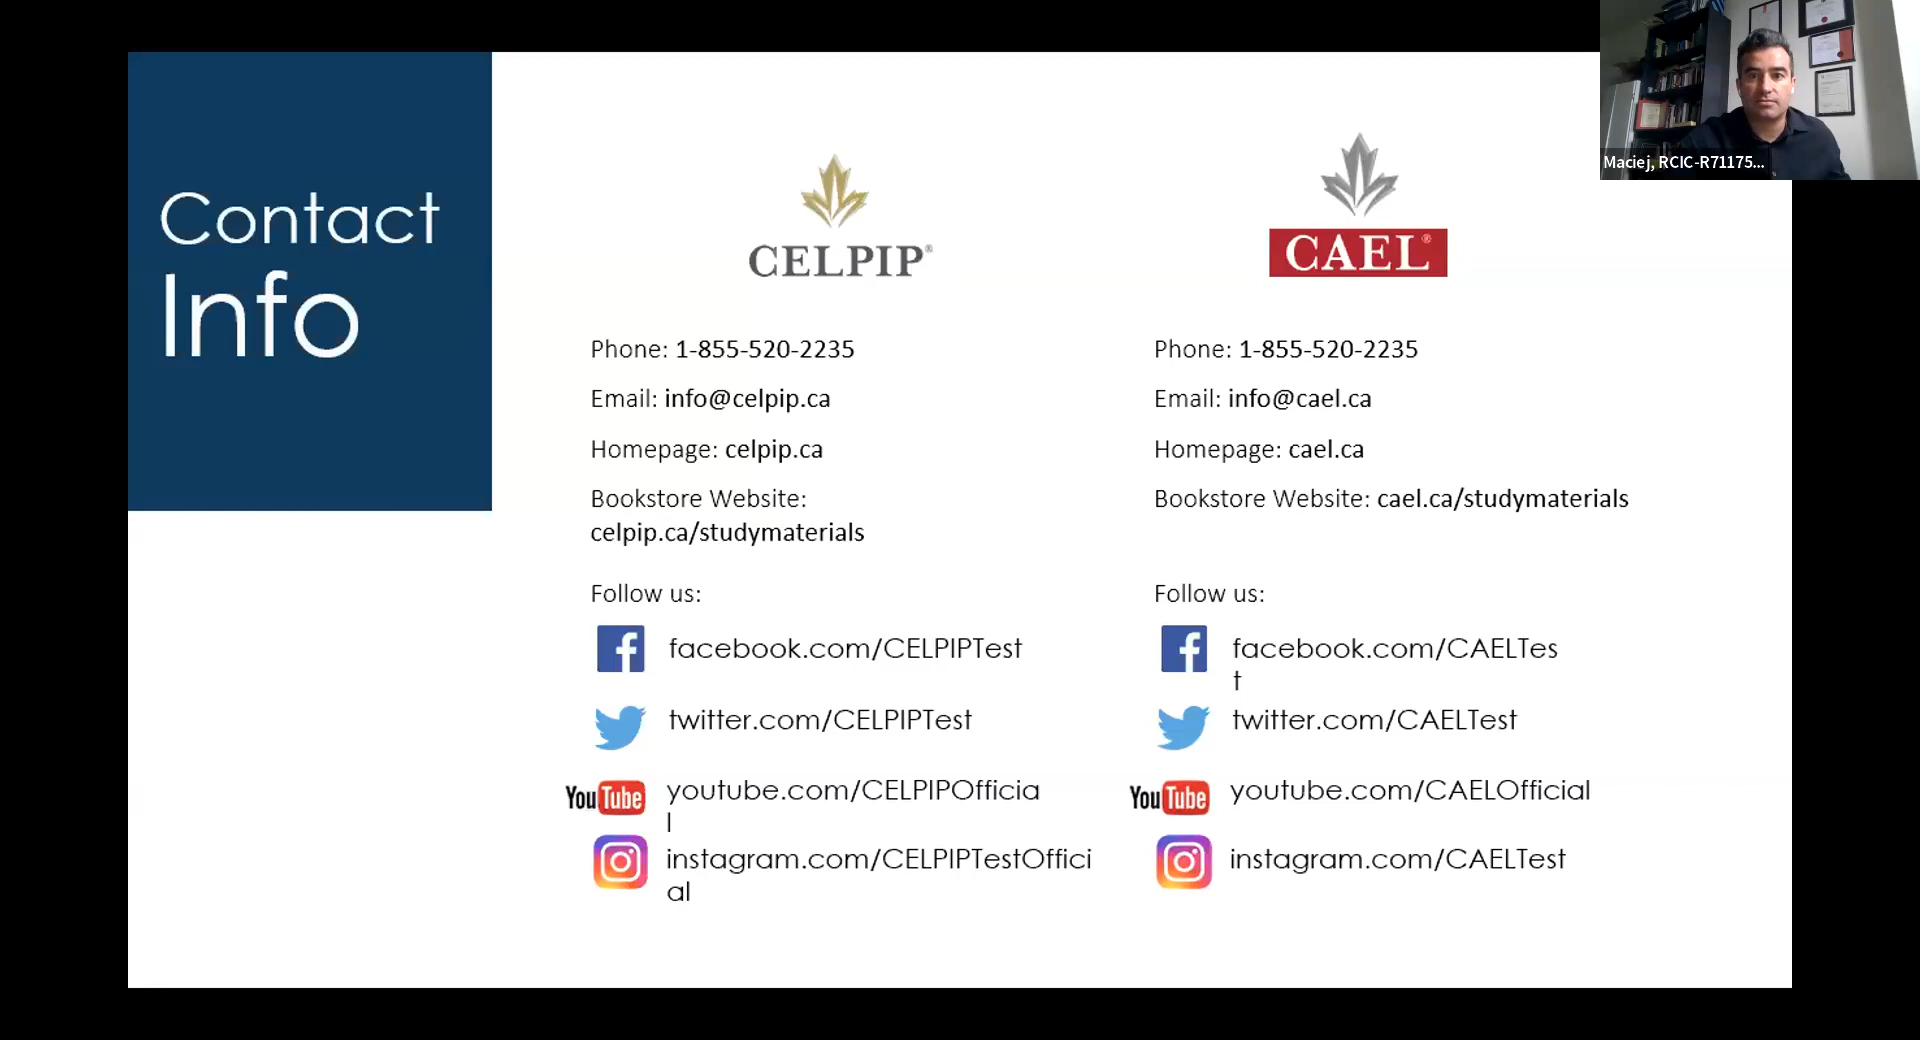 Contact
Info
CELPIP®
Phone: 1-855-520-2235
Email: info@celpip.ca
Homepage: celpip.ca
Bookstore Website:
celpip.ca/studymaterials
Follow us:
facebook.com/CELPIPTest
twitter.com/CELPIPTest
YouTube youtube.com/CELPIPOfficia
l
instagram.com/CELPIPTestOffici
al
CAEL®
Phone: 1-855-520-2235
Email: info@cael.ca
Homepage: cael.ca
Bookstore Website: cael.ca/studymaterials
Follow us:
facebook.com/CAELTes
t
twitter.com/CAELTest
YouTube youtube.com/CAELOfficial
instagram.com/CAELTest
Maciej, RCIC-R71175...